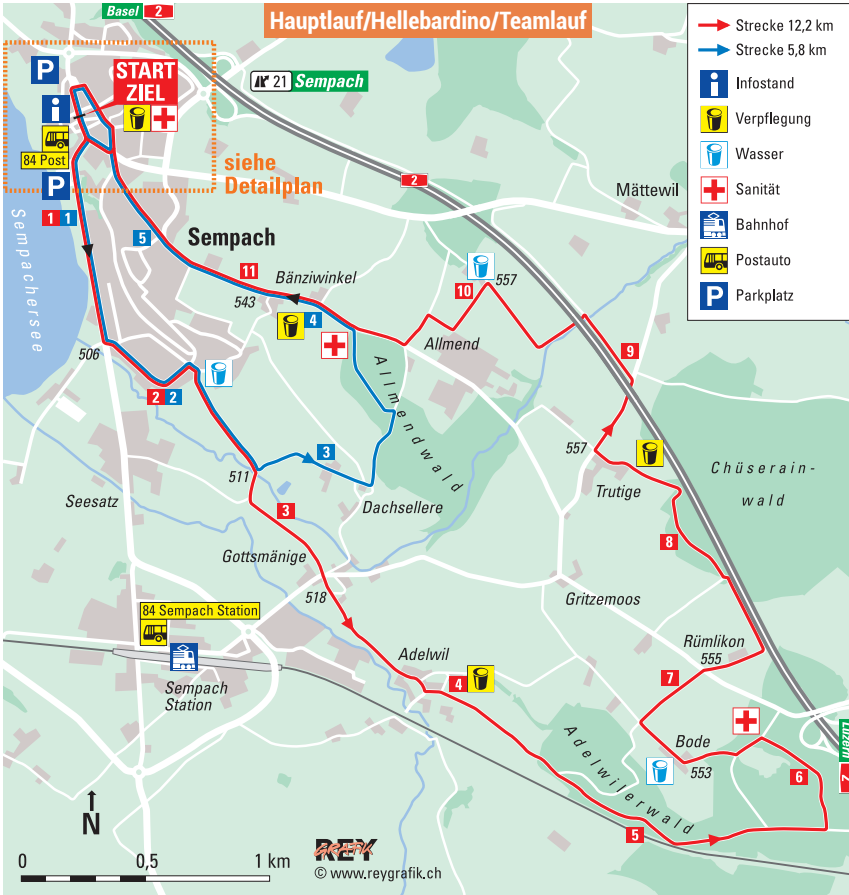 Basel 2
Hauptlauf/Hellebardino/Teamlauf
Strecke 12,2 km
Strecke 5,8 km
Infostand
Verpflegung
Wasser
Sanität
Bahnhof
Postauto
P Parkplatz
P
START
ZIEL
21 Sempach
84 Post
siehe
Detailplan
P
1 1
2
Mättewil
Sempachersee
5
Sempach
11
Bänziwinkel
543
4
10
557
Allmend
9
506
2 2
Allmendwald
511
3
557
Trutige
Chüserain-
wald
Seesatz
Dachsellere
3
8
Gottsmänige
518
Gritzemoos
84 Sempach Station
Sempach
Station
Adelwil
4
Rümlikon
555
7
Bode
553
6
Luzern
2
Adelwilerwald
5
N
0 0,5 1 km
REY
GRAFIK
© www.reygrafik.ch